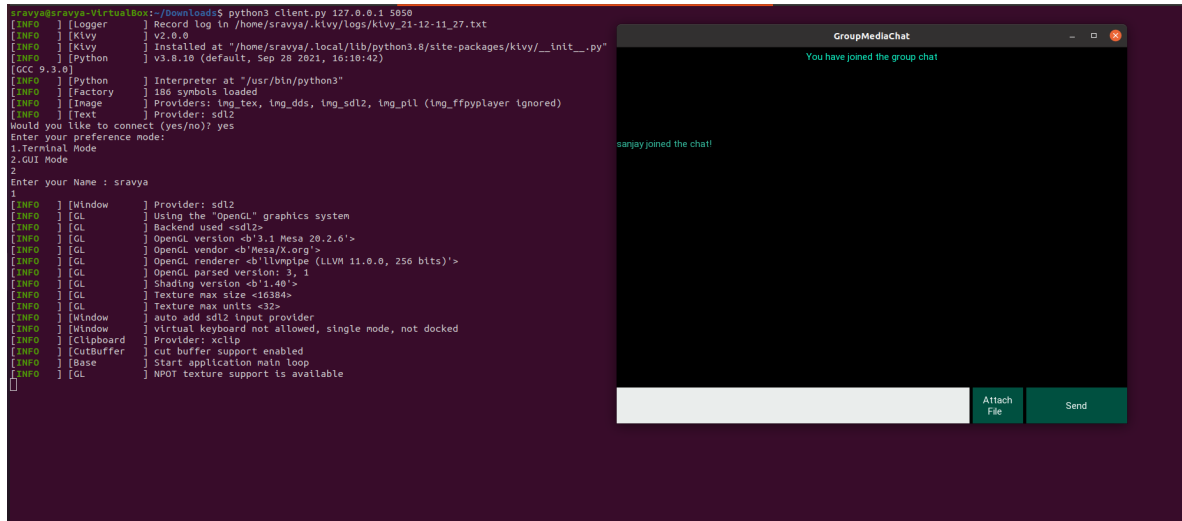 sravya@sravya-VirtualBox:~/Downloads$ python3 client.py 127.0.0.1 5050
[INFO   ] [Logger      ] Record log in /home/sravya/.kivy/logs/kivy_21-12-11_27.txt
[INFO   ] [Kivy        ] v2.0.0
[INFO   ] [Kivy        ] Installed at "/home/sravya/.local/lib/python3.8/site-packages/kivy/__init__.py"
[INFO   ] [Python      ] v3.8.10 (default, Sep 28 2021, 16:10:42)
[GCC 9.3.0]
[INFO   ] [Python      ] Interpreter at "/usr/bin/python3"
[INFO   ] [Factory     ] 186 symbols loaded
[INFO   ] [Image       ] Providers: img_tex, img_dds, img_sdl2, img_pil (img_ffpyplayer ignored)
[INFO   ] [Text        ] Provider: sdl2
Would you like to connect (yes/no)? yes
Enter your preference mode:
1.Terminal Mode
2.GUI Mode
2
Enter your Name : sravya
1
[INFO   ] [Window      ] Provider: sdl2
[INFO   ] [GL          ] Using the "OpenGL" graphics system
[INFO   ] [GL          ] Backend used <sdl2>
[INFO   ] [GL          ] OpenGL version <b'3.1 Mesa 20.2.6'>
[INFO   ] [GL          ] OpenGL vendor <b'Mesa/X.org'>
[INFO   ] [GL          ] OpenGL renderer <b'llvmpipe (LLVM 11.0.0, 256 bits)'>
[INFO   ] [GL          ] OpenGL parsed version: 3, 1
[INFO   ] [GL          ] Shading version <b'1.40'>
[INFO   ] [GL          ] Texture max size <16384>
[INFO   ] [GL          ] Texture max units <32>
[INFO   ] [Window      ] auto add sdl2 input provider
[INFO   ] [Window      ] virtual keyboard not allowed, single mode, not docked
[INFO   ] [Clipboard   ] Provider: xclip
[INFO   ] [CutBuffer   ] cut buffer support enabled
[INFO   ] [Base        ] Start application main loop
[INFO   ] [GL          ] NPOT texture support is available
GroupMediaChat
You have joined the group chat
sanjay joined the chat!
Attach
File
Send